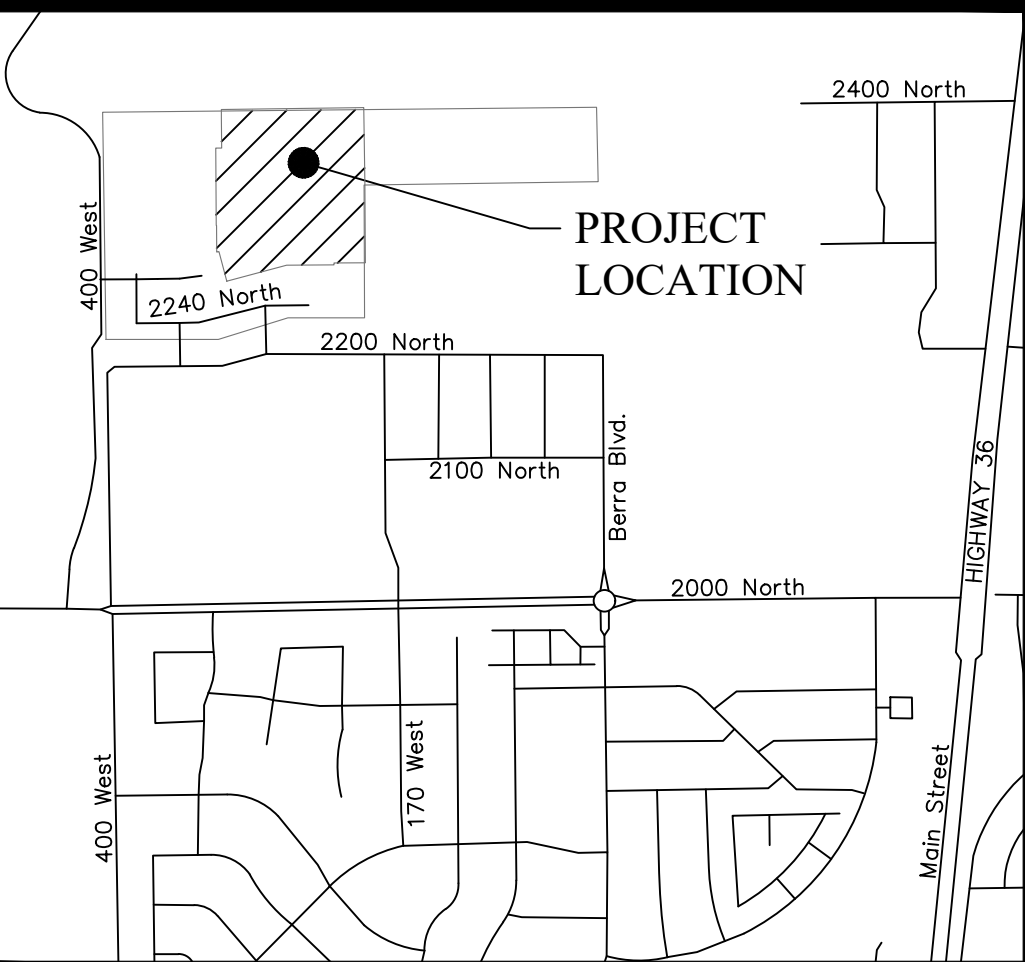 2400 North
400 West
PROJECT
LOCATION
2240 North
2200 North
Berra Blvd.
2100 North
HIGHWAY 36
2000 North
170 West
400 West
Main Street